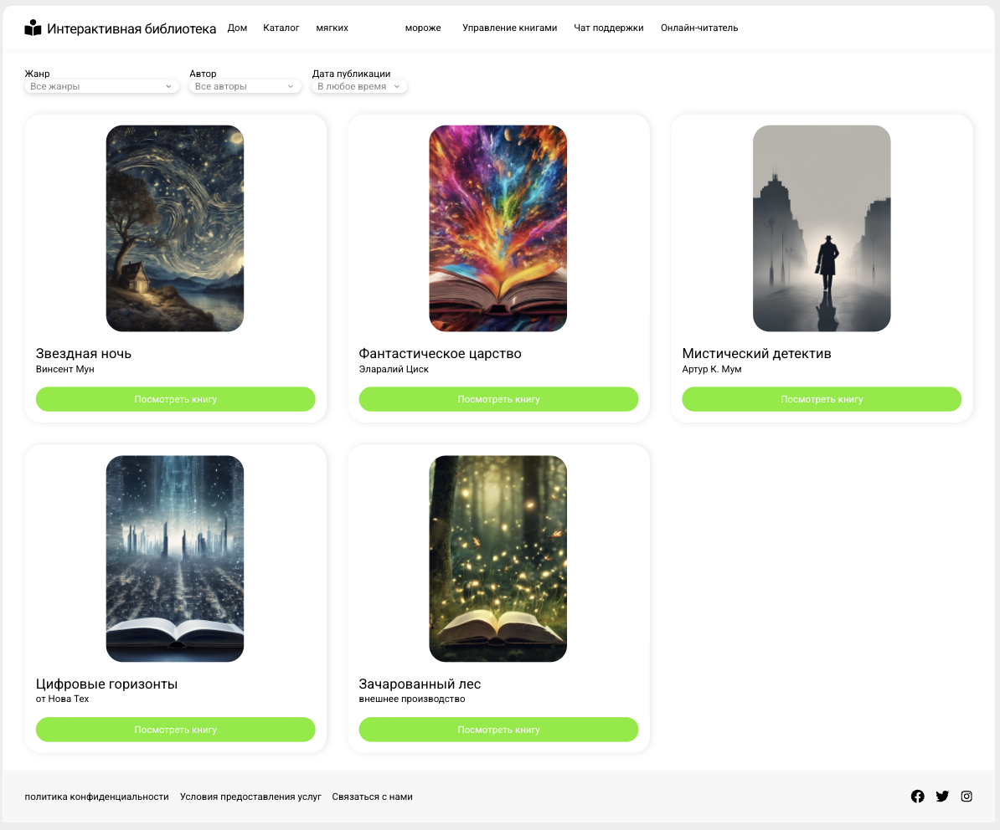 Интерактивная библиотека Дом Каталог мягких мороже Управление книгами Чат поддержки Онлайн-читатель
Жанр Автор Дата публикации
Все жанры Все авторы В любое время
Звездная ночь
Винсент Мун
Посмотреть книгу
Фантастическое царство
Эларалий Циск
Посмотреть книгу
Мистический детектив
Артур К. Мум
Посмотреть книгу
Цифровые горизонты
от Нова Тех
Посмотреть книгу
Зачарованный лес
внешнее производство
Посмотреть книгу
политика конфиденциальности Условия предоставления услуг Связаться с нами